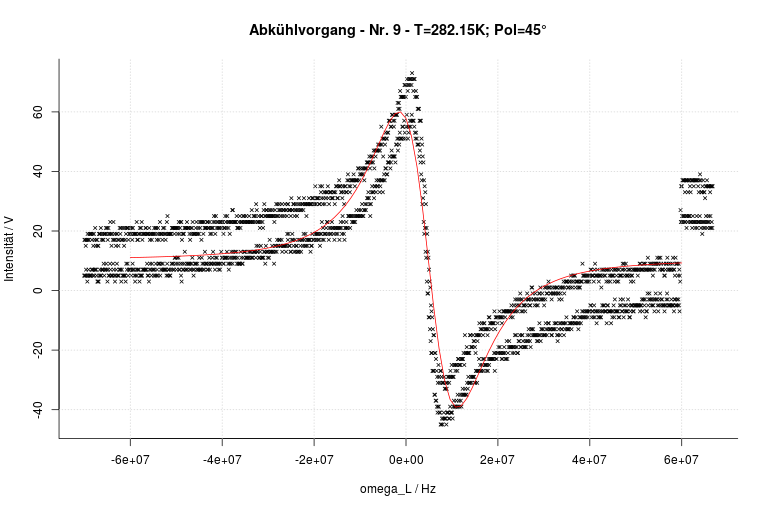 Abkühlvorgang - Nr. 9 - T=282.15K; Pol=45°
Intensität / V
60
40
20
0
-20
-40
-6e+07 -4e+07 -2e+07 0e+00 2e+07 4e+07 6e+07
omega_L / Hz